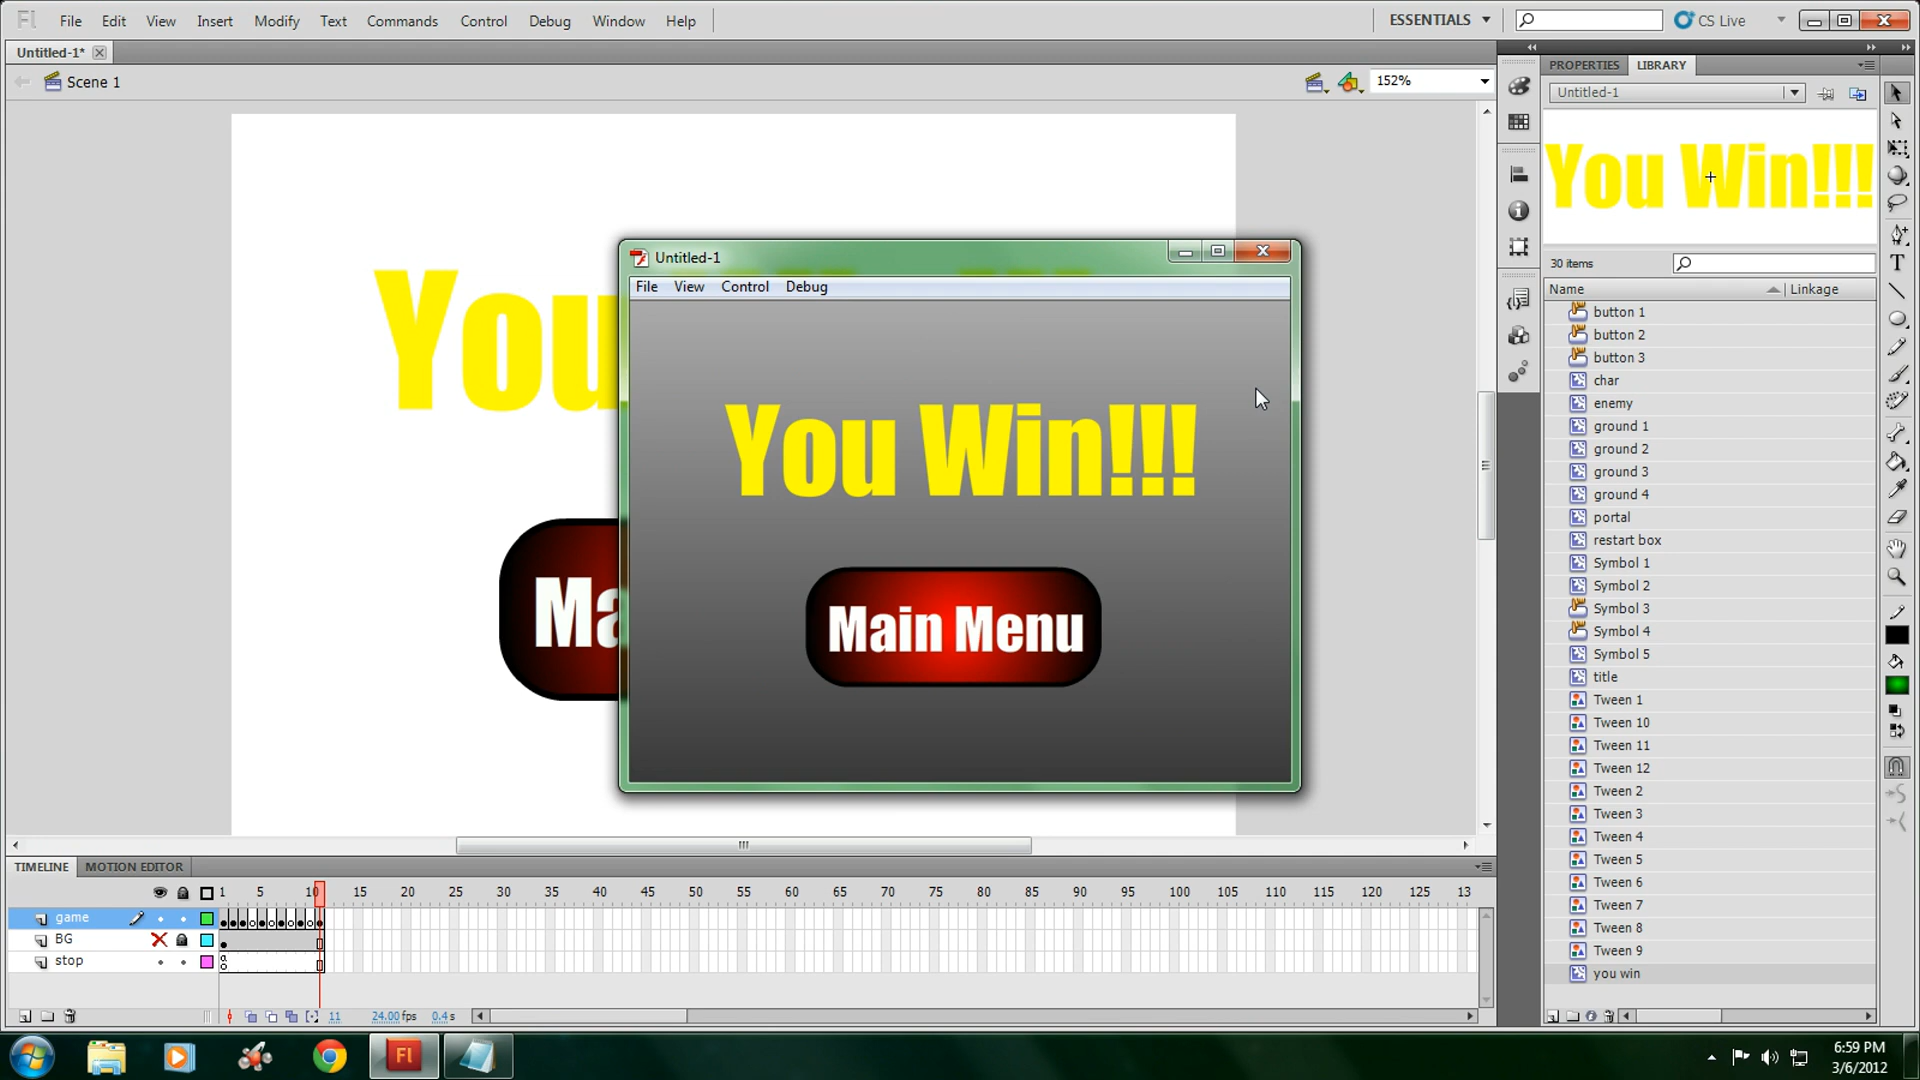 Fl File Edit View Insert Modify Text Commands Control Debug Window Help ESSENTIALS CS Live
Untitled-1*
Scene 1 152%
PROPERTIES LIBRARY
Untitled-1
You Win!!!
30 items
Name Linkage
button 1
button 2
button 3
char
enemy
ground 1
ground 2
ground 3
ground 4
portal
restart box
Symbol 1
Symbol 2
Symbol 3
Symbol 4
Symbol 5
title
Tween 1
Tween 10
Tween 11
Tween 12
Tween 2
Tween 3
Tween 4
Tween 5
Tween 6
Tween 7
Tween 8
Tween 9
you win
You
Ma
Untitled-1
File View Control Debug
You Win!!!
Main Menu
TIMELINE MOTION EDITOR
1 5 10 15 20 25 30 35 40 45 50 55 60 65 70 75 80 85 90 95 100 105 110 115 120 125 13
game
BG
stop
11 24.00 fps 0.4 s
Fl
6:59 PM
3/6/2012